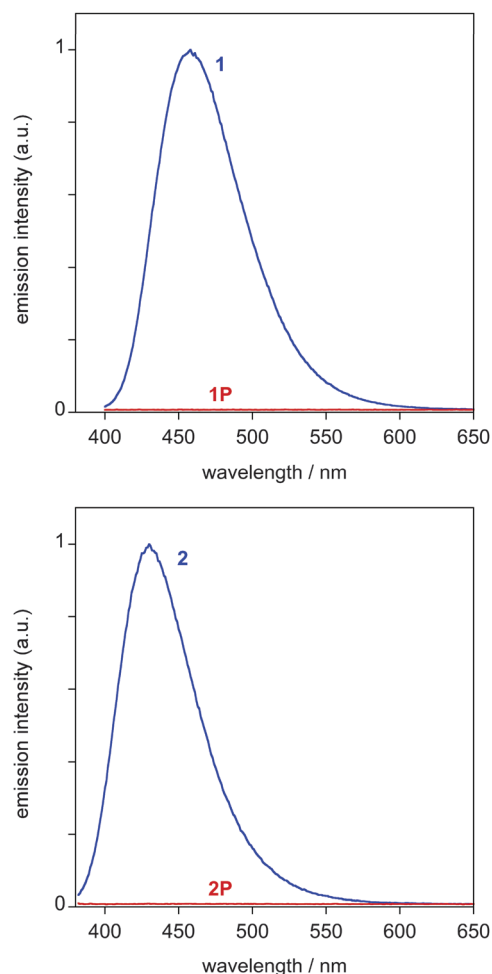 1
1
emission intensity (a.u.)
1P
0
400 450 500 550 600 650
wavelength / nm
1
2
emission intensity (a.u.)
2P
0
400 450 500 550 600 650
wavelength / nm